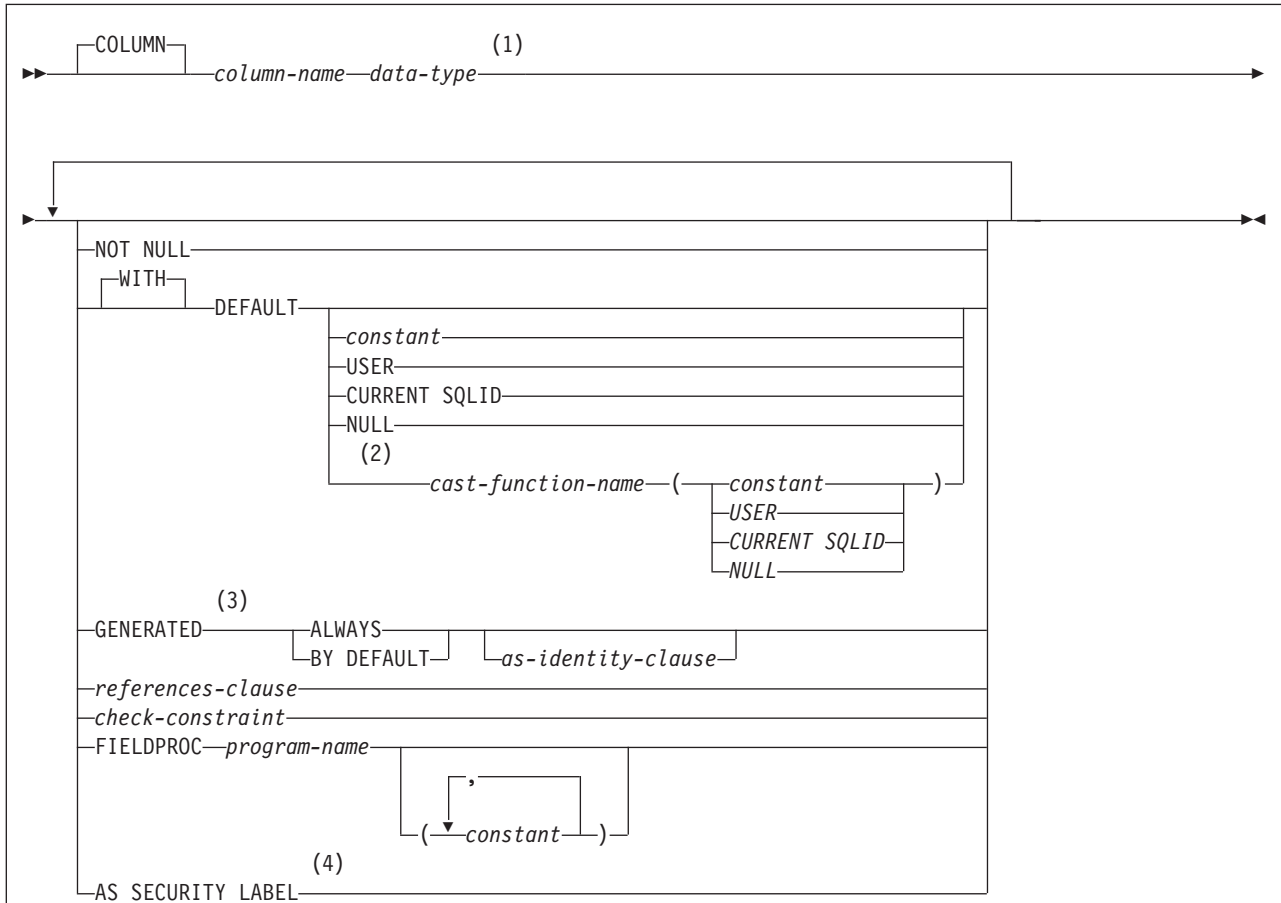 COLUMN (1)
column-name data-type
NOT NULL
WITH
DEFAULT
constant
USER
CURRENT SQLID
NULL
(2)
cast-function-name ( constant )
USER
CURRENT SQLID
NULL
(3)
GENERATED ALWAYS
BY DEFAULT as-identity-clause
references-clause
check-constraint
FIELDPROC program-name
,
( constant )
(4)
AS SECURITY LABEL